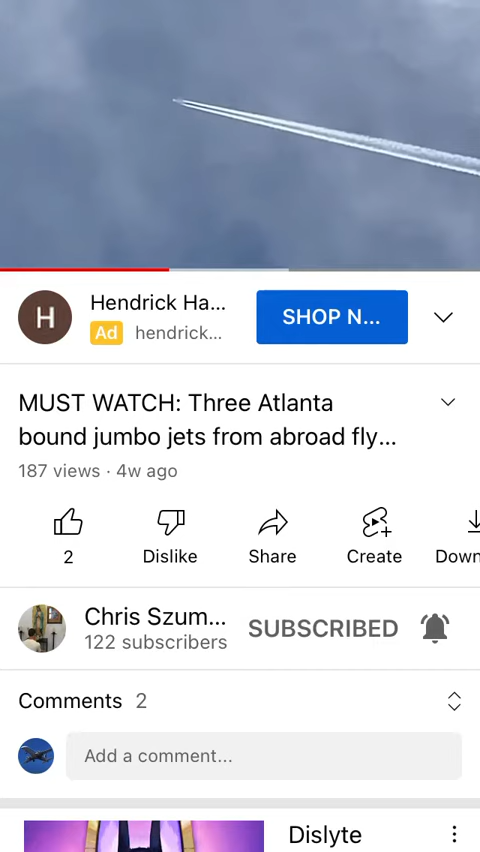 H
Hendrick Ha...
SHOP N...
Ad hendrick...
MUST WATCH: Three Atlanta
bound jumbo jets from abroad fly...
187 views · 4w ago
2
Dislike
Share
Create
Down
Chris Szum...
SUBSCRIBED
122 subscribers
Comments 2
Add a comment...
Dislyte